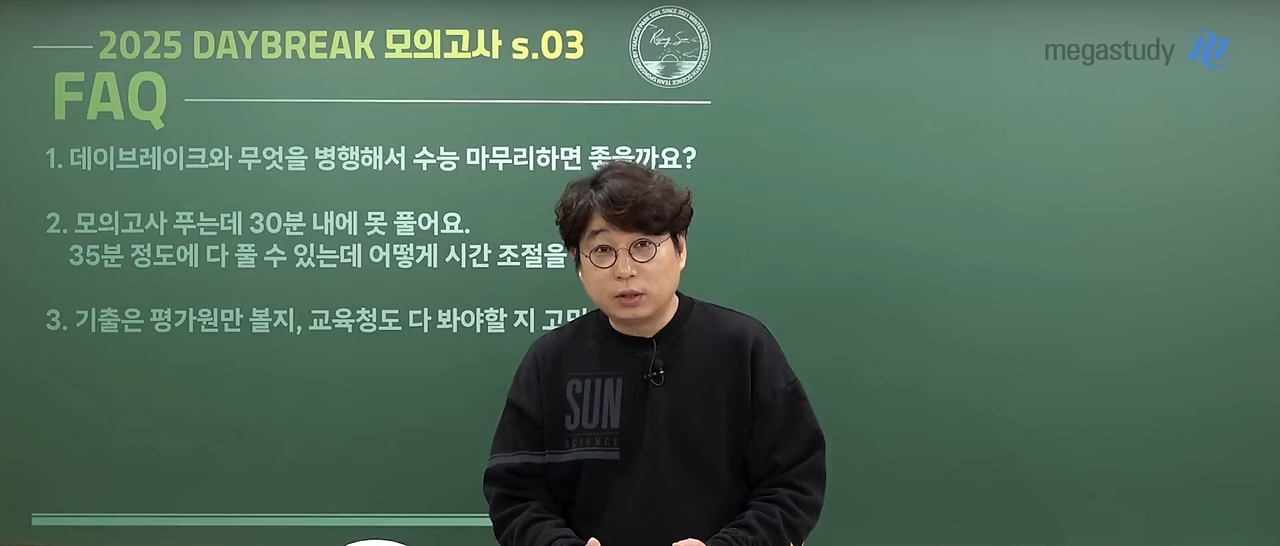 2025 DAYBREAK 모의고사 s.03
FAQ
megastudy
1. 데이브레이크와 무엇을 병행해서 수능 마무리하면 좋을까요?
2. 모의고사 푸는데 30분 내에 못 풀어요.
35분 정도에 다 풀 수 있는데 어떻게 시간 조절을
3. 기출은 평가원만 볼지, 교육청도 다 봐야할 지
SUN
SCIENCE